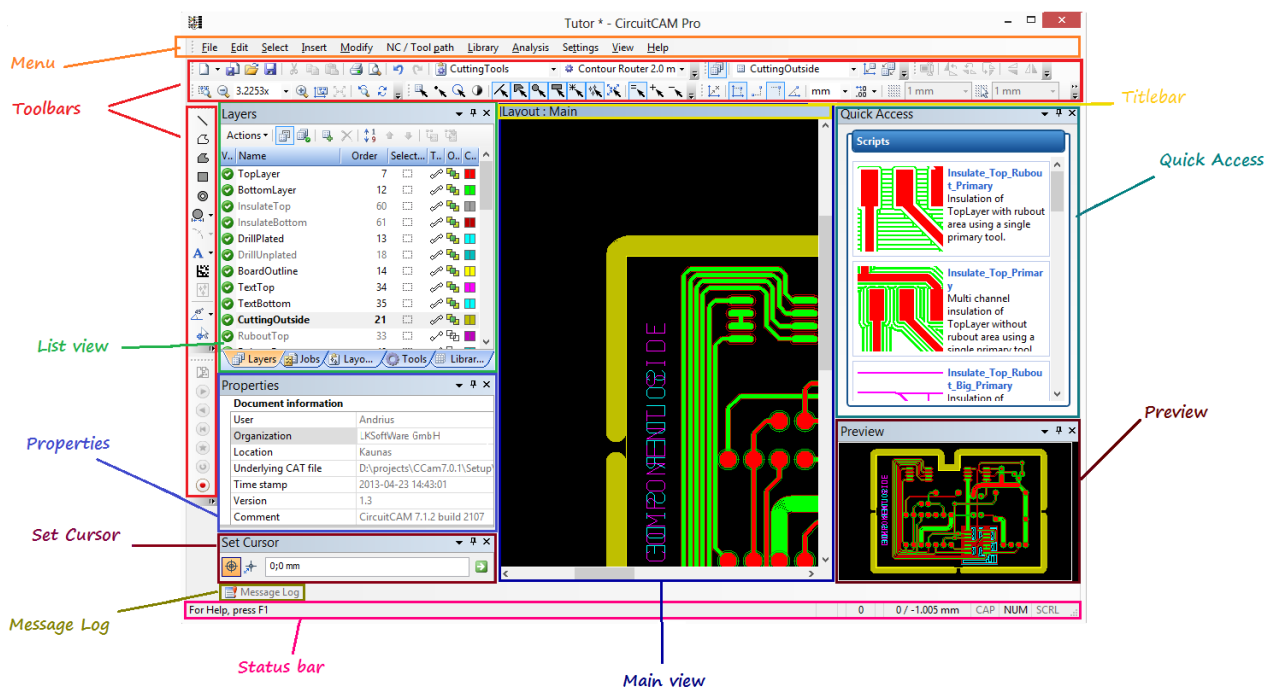 Tutor * - CircuitCAM Pro
File Edit Select Insert Modify NC / Tool path Library Analysis Settings View Help
Menu
CuttingTools Contour Router 2.0 m CuttingOutside
3.2253x mm 1 mm 1 mm
Toolbars
Titlebar
Layers
Layout : Main
Quick Access
Actions
V.. Name Order Select... T.. O.. C..
TopLayer 7
BottomLayer 12
InsulateTop 60
InsulateBottom 61
DrillPlated 13
DrillUnplated 18
BoardOutline 14
TextTop 34
TextBottom 35
CuttingOutside 21
RuboutTop 33
Layers Jobs Layo... Tools Librar...
List view
Scripts
Insulate_Top_Rubou
t_Primary
Insulation of
TopLayer with rubout
area using a single
primary tool.
Insulate_Top_Primar
y
Multi channel
insulation of
TopLayer without
rubout area using a
single primary tool
Insulate_Top_Rubou
t_Big_Primary
Insulation of
Quick Access
Properties
Document information
User Andrius
Organization LKSoftWare GmbH
Location Kaunas
Underlying CAT file D:\projects\CCam7.0.1\Setup\
Time stamp 2013-04-23 14:43:01
Version 1.3
Comment CircuitCAM 7.1.2 build 2107
Properties
Preview
Preview
Set Cursor
Set Cursor
0;0 mm
Message Log
Message Log
For Help, press F1 0 0 / -1.005 mm CAP NUM SCRL
Status bar
Main view